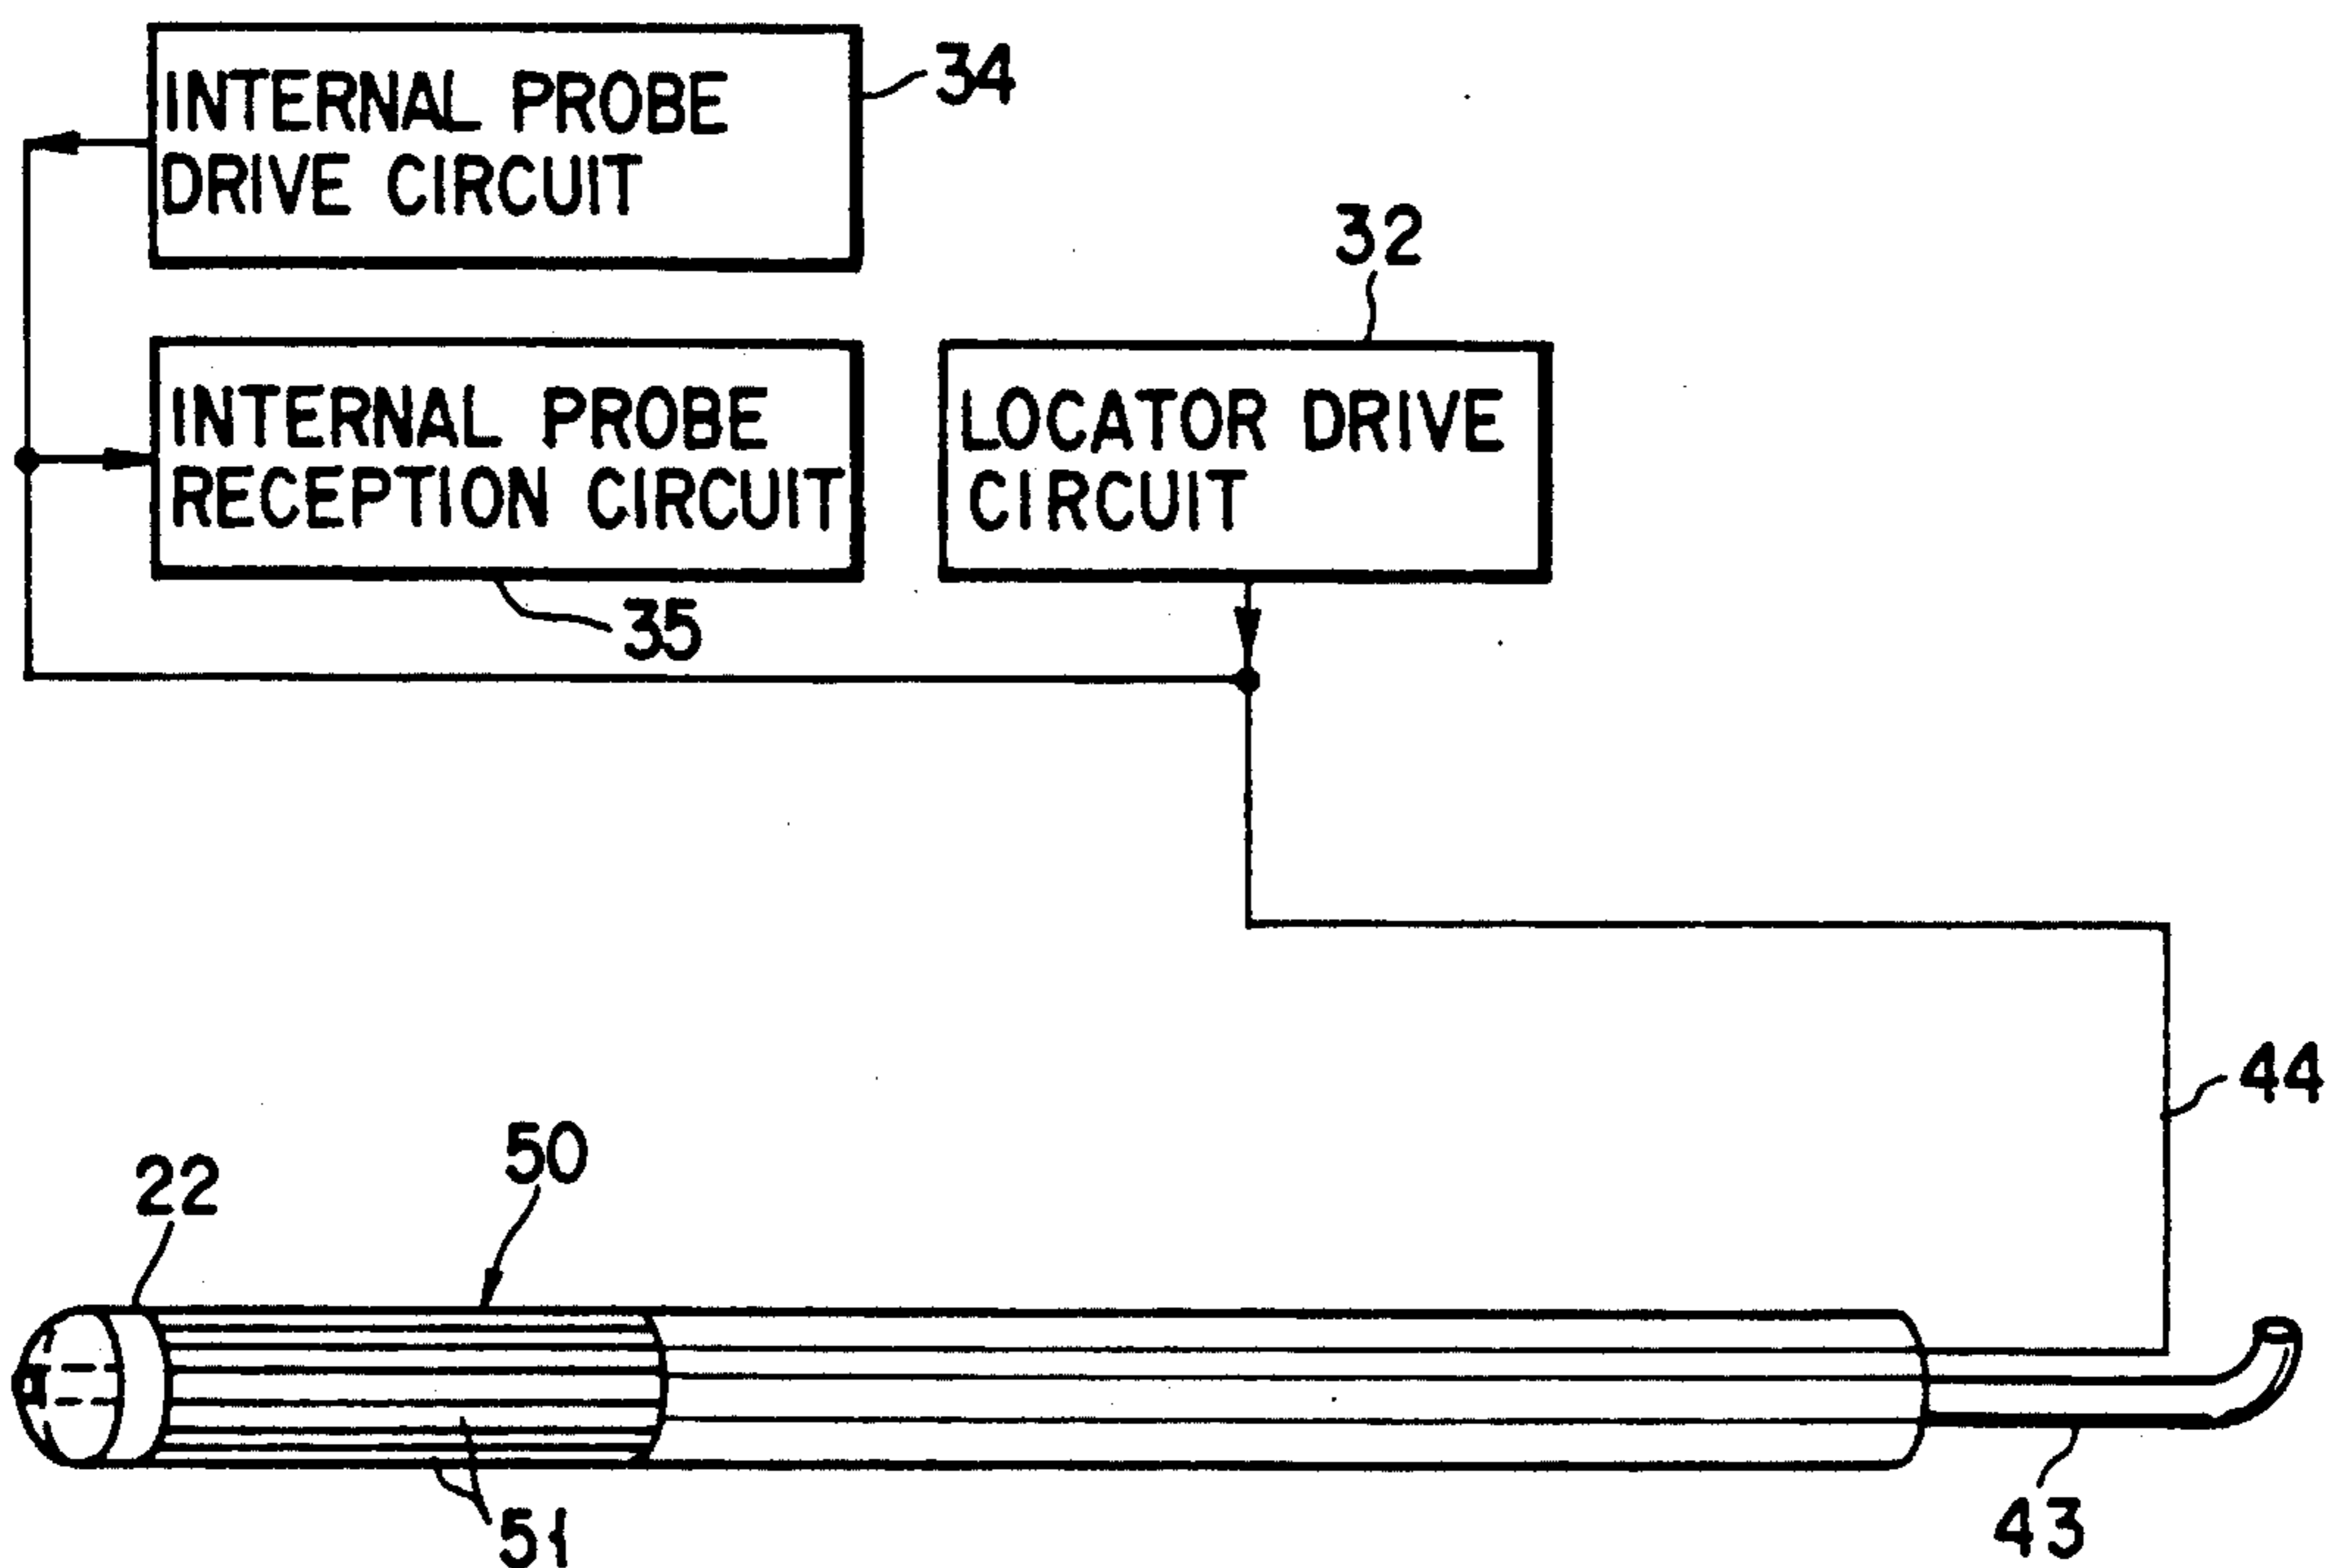 INTERNAL PROBE
DRIVE CIRCUIT
34
32
INTERNAL PROBE
RECEPTION CIRCUIT
35
LOCATOR DRIVE
CIRCUIT
44
50
22
51
43